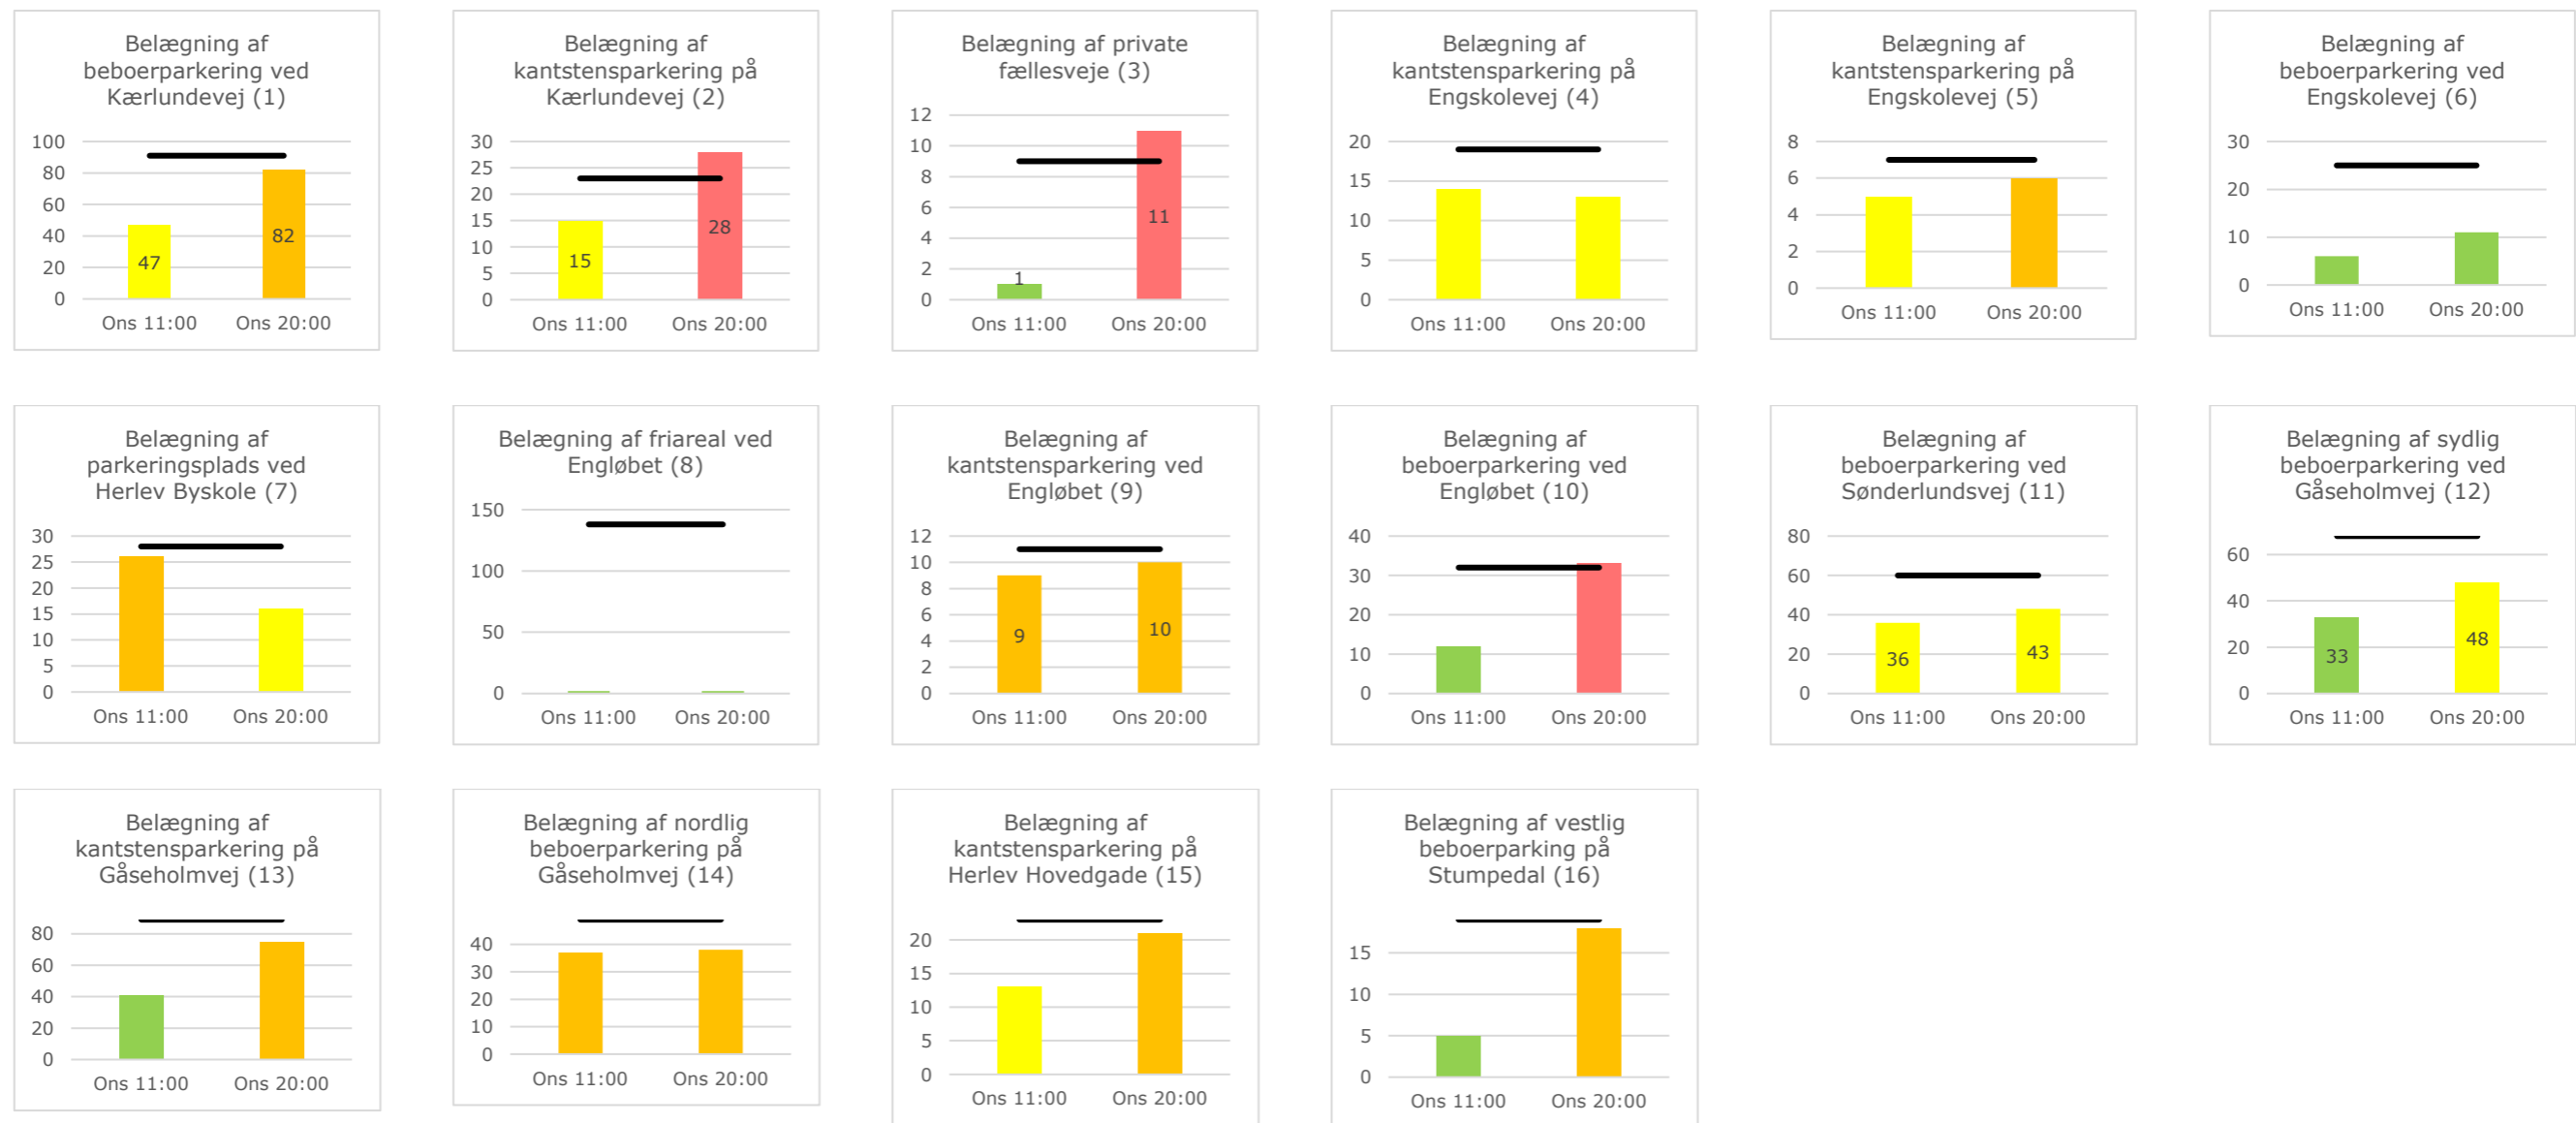 Belægning af
beboerparkering ved
Kærlundevej (1)
100
80
60
40
20
0
47
82
Ons 11:00 Ons 20:00
Belægning af
kantstensparkering på
Kærlundevej (2)
30
25
20
15
10
5
0
15
28
Ons 11:00 Ons 20:00
Belægning af private
fællesveje (3)
12
10
8
6
4
2
0
1
11
Ons 11:00 Ons 20:00
Belægning af
kantstensparkering på
Engskolevej (4)
20
15
10
5
0
Ons 11:00 Ons 20:00
Belægning af
kantstensparkering på
Engskolevej (5)
8
6
4
2
0
Ons 11:00 Ons 20:00
Belægning af
beboerparkering ved
Engskolevej (6)
30
20
10
0
Ons 11:00 Ons 20:00
Belægning af
parkeringsplads ved
Herlev Byskole (7)
30
25
20
15
10
5
0
Ons 11:00 Ons 20:00
Belægning af friareal ved
Engløbet (8)
150
100
50
0
Ons 11:00 Ons 20:00
Belægning af
kantstensparkering ved
Engløbet (9)
12
10
8
6
4
2
0
9
10
Ons 11:00 Ons 20:00
Belægning af
beboerparkering ved
Engløbet (10)
40
30
20
10
0
Ons 11:00 Ons 20:00
Belægning af
beboerparkering ved
Sønderlundsvej (11)
80
60
40
20
0
36
43
Ons 11:00 Ons 20:00
Belægning af sydlig
beboerparkering ved
Gåseholmvej (12)
60
40
20
0
33
48
Ons 11:00 Ons 20:00
Belægning af
kantstensparkering på
Gåseholmvej (13)
80
60
40
20
0
Ons 11:00 Ons 20:00
Belægning af nordlig
beboerparkering på
Gåseholmvej (14)
40
30
20
10
0
Ons 11:00 Ons 20:00
Belægning af
kantstensparkering på
Herlev Hovedgade (15)
20
15
10
5
0
Ons 11:00 Ons 20:00
Belægning af vestlig
beboerparking på
Stumpedal (16)
15
10
5
0
Ons 11:00 Ons 20:00